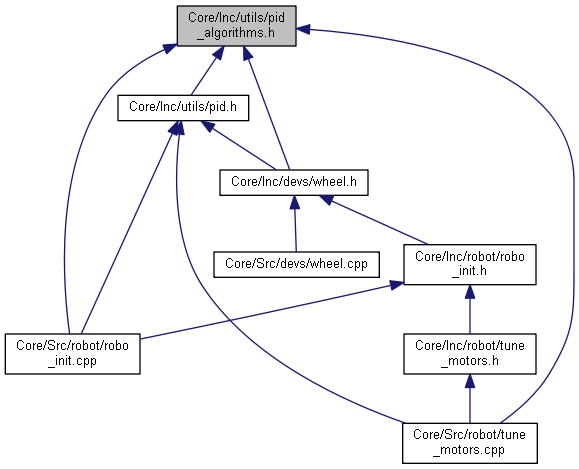 Core/Inc/utils/pid
_algorithms.h
Core/Inc/utils/pid.h
Core/Inc/devs/wheel.h
Core/Src/devs/wheel.cpp
Core/Inc/robot/robo
_init.h
Core/Src/robot/robo
_init.cpp
Core/Inc/robot/tune
_motors.h
Core/Src/robot/tune
_motors.cpp